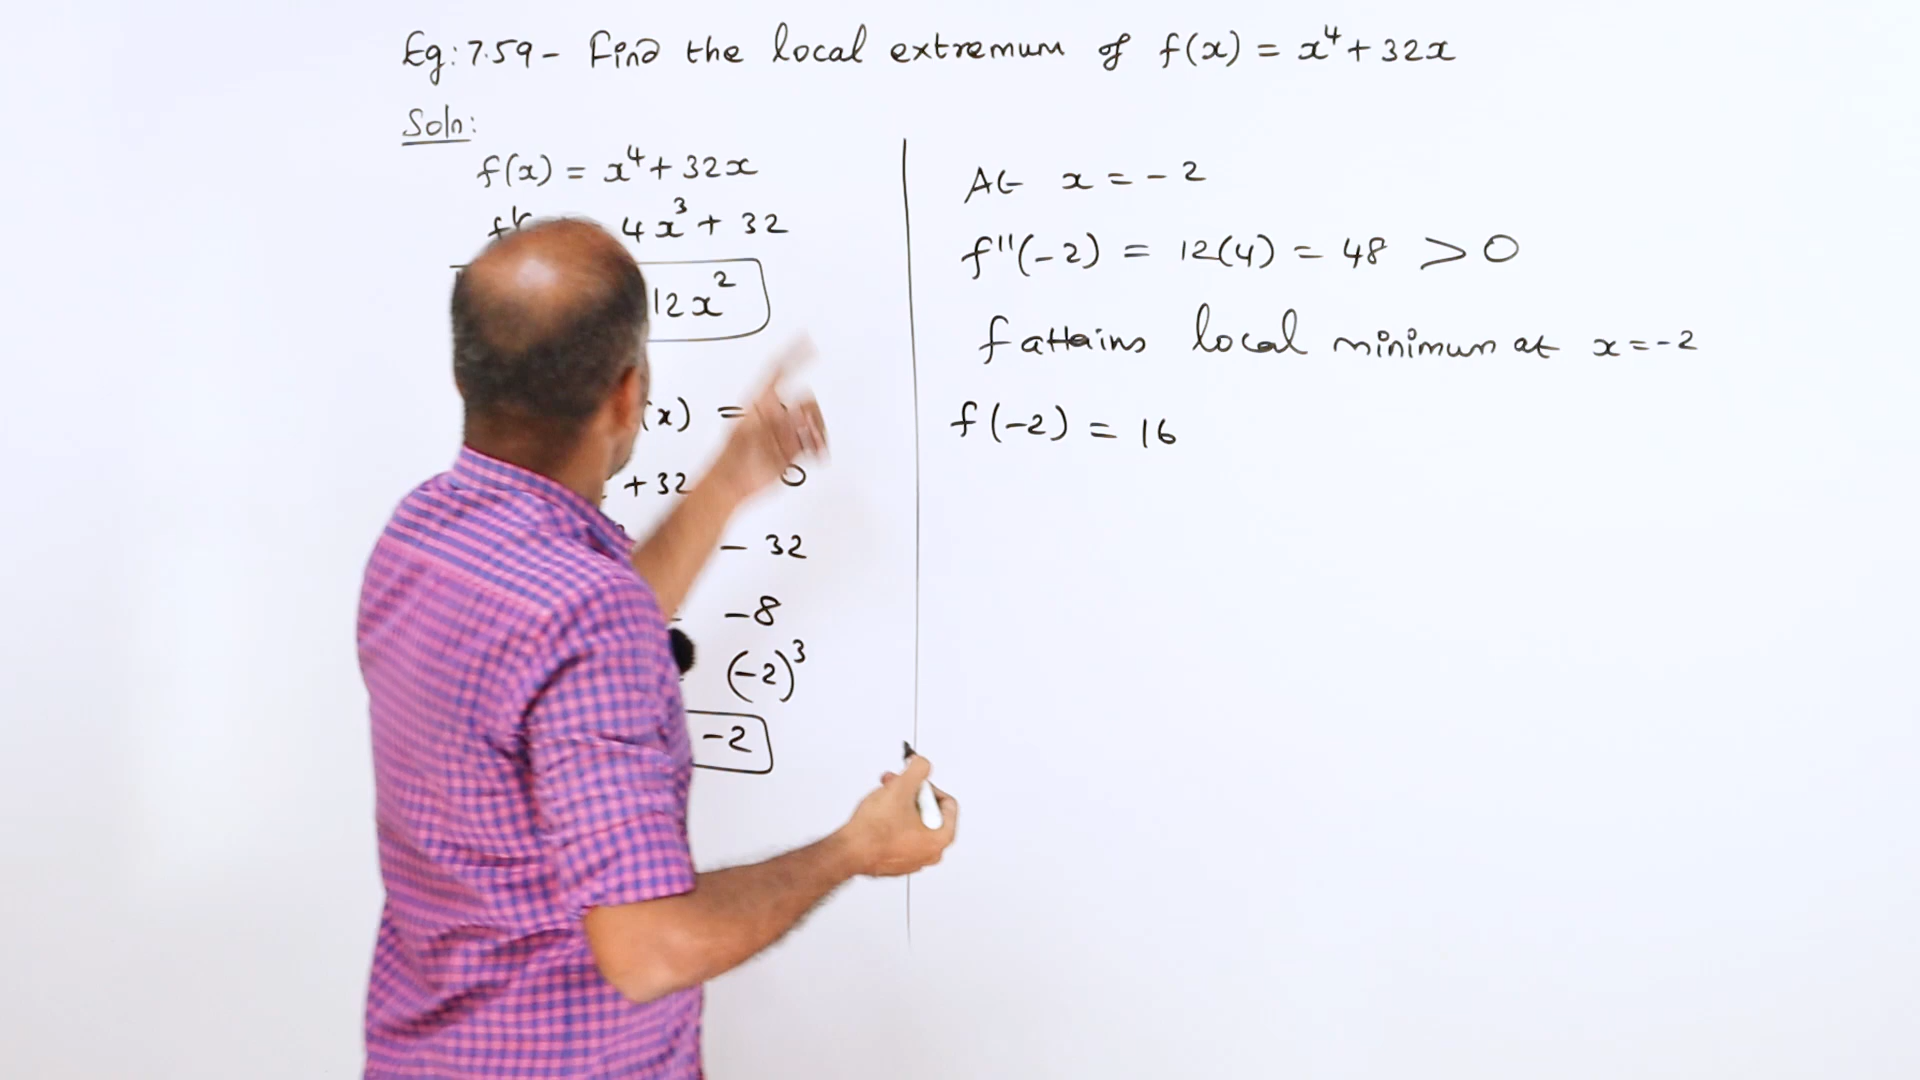 Eg: 7.59 - Find the local extremum of f(x) = x⁴ + 32x
Soln:
f(x) = x⁴ + 32x
4x³ + 32
12x²
(x) =
+ 32 0
- 32
-8
(-2)³
-2
At x = -2
f''(-2) = 12(4) = 48 > 0
f attains local minimum at x = -2
f(-2) = 16